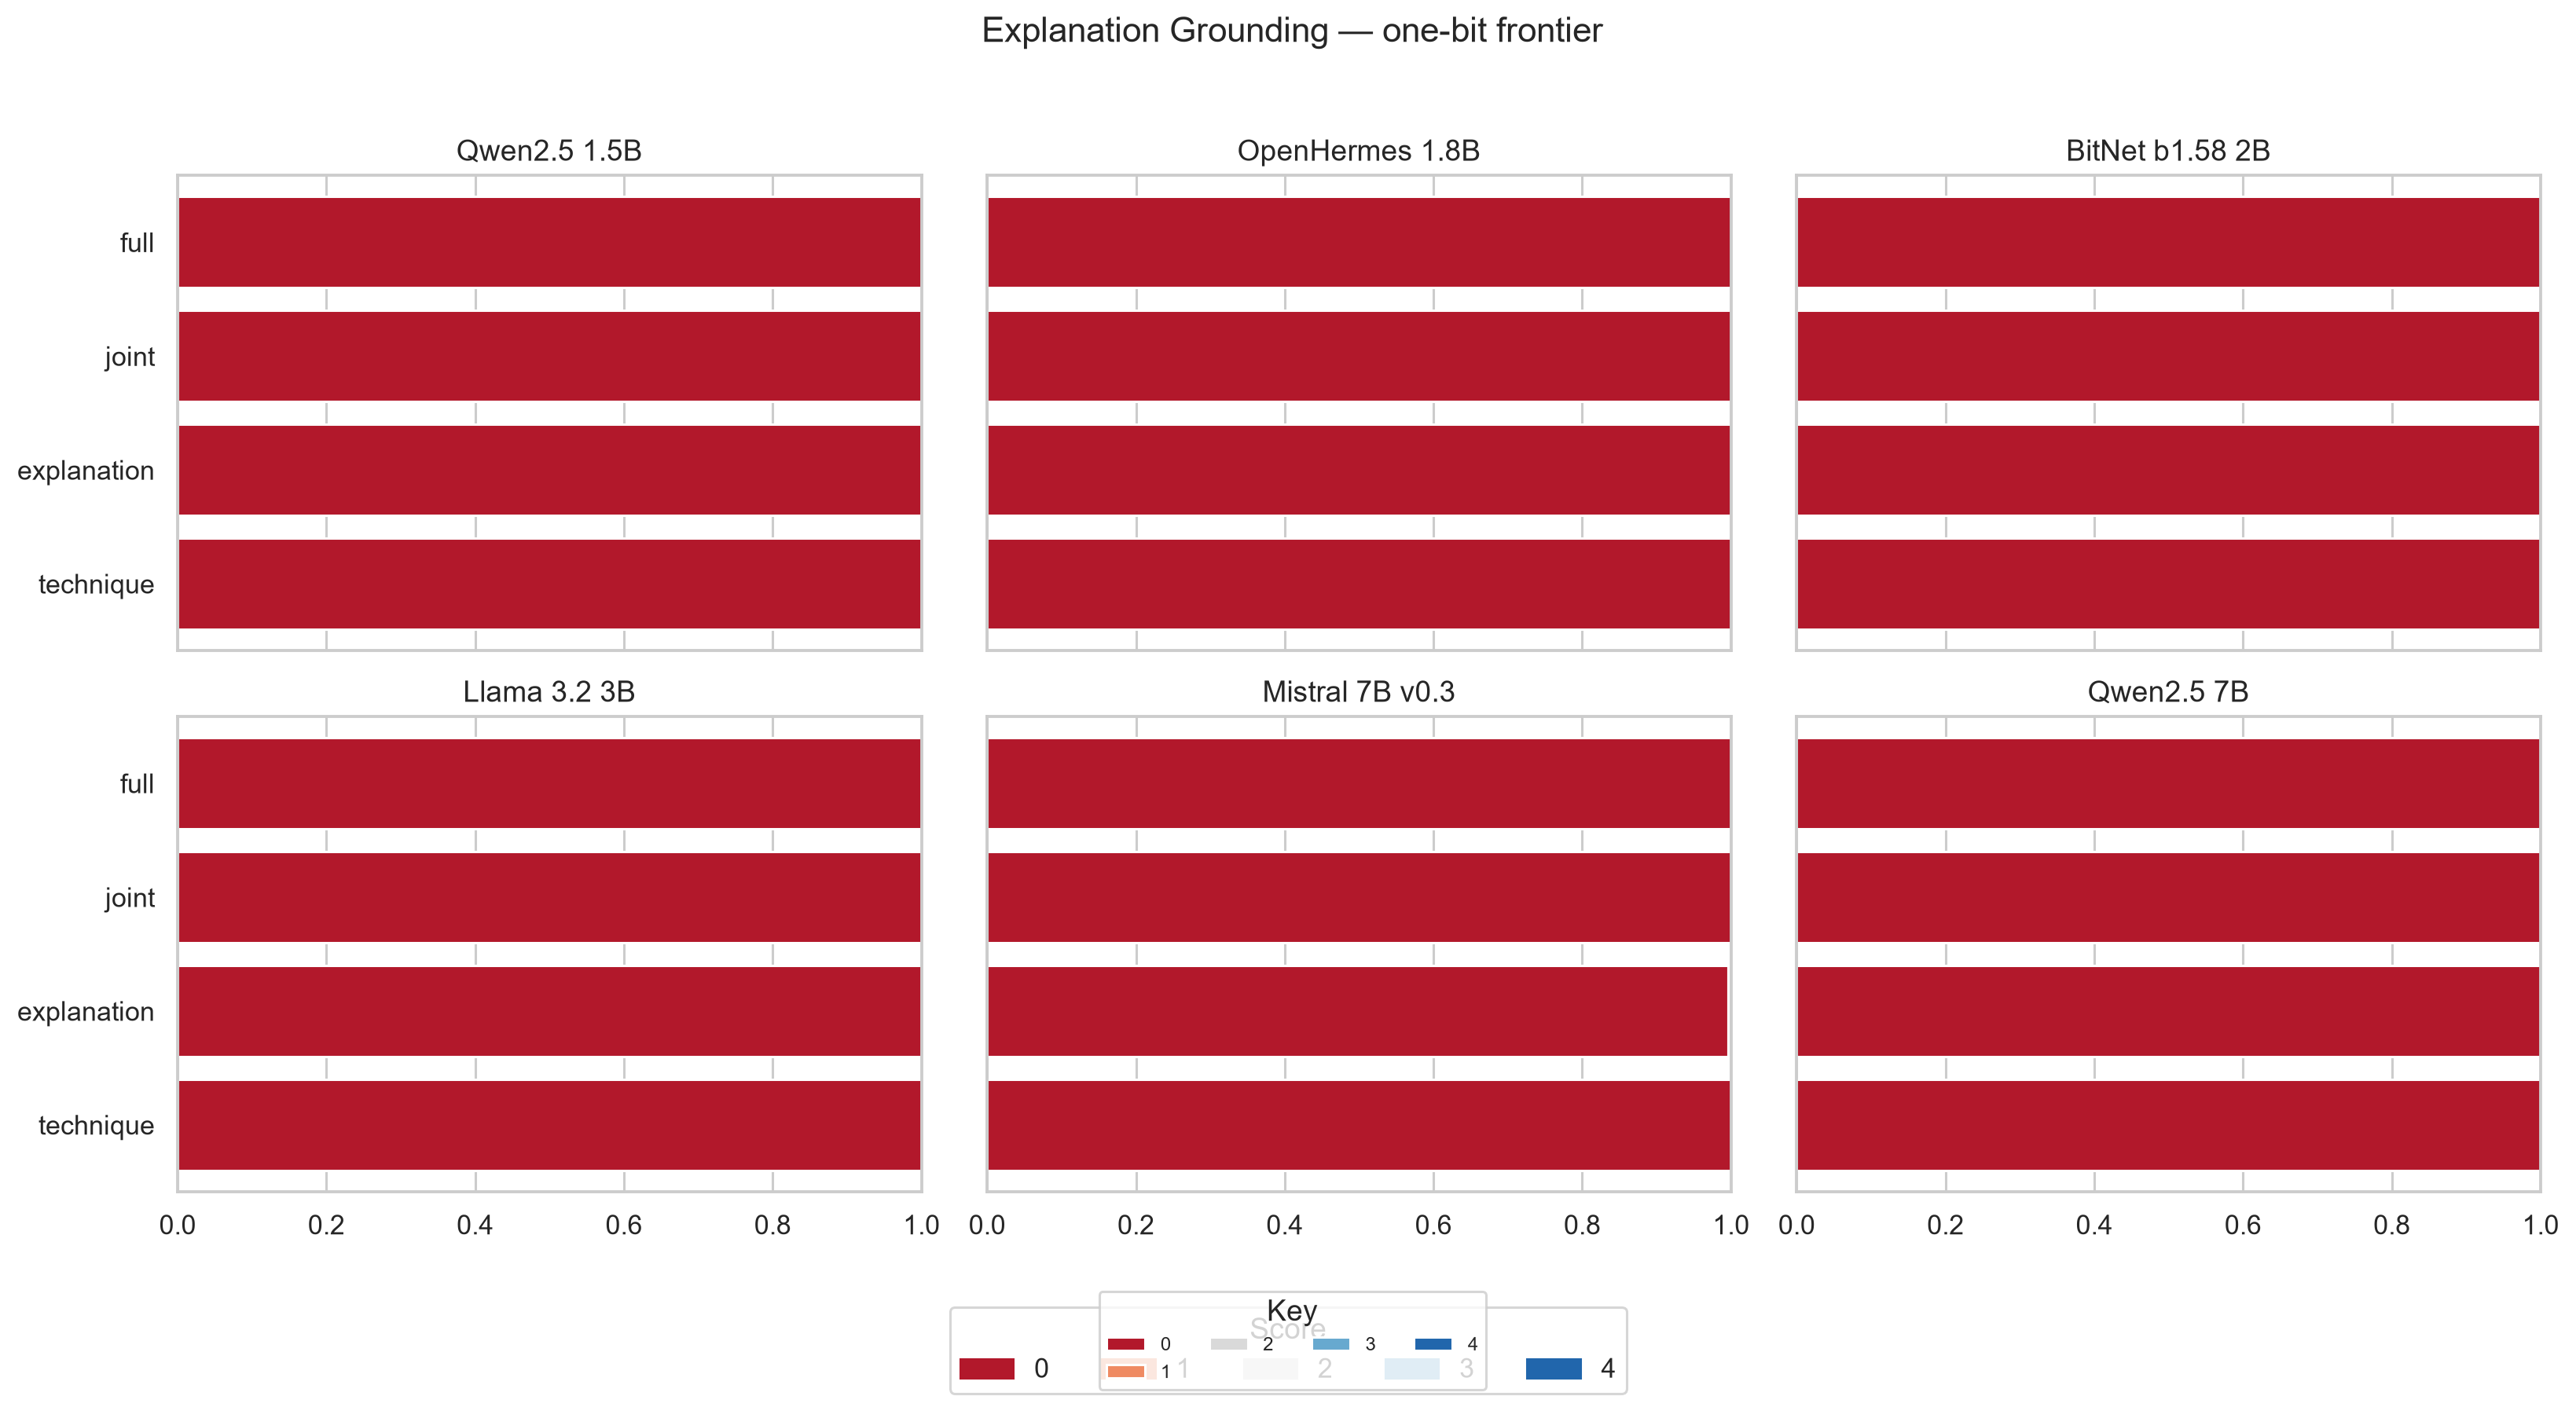 Explanation Grounding — one-bit frontier
Qwen2.5 1.5B
OpenHermes 1.8B
BitNet b1.58 2B
full
joint
explanation
technique
Llama 3.2 3B
Mistral 7B v0.3
Qwen2.5 7B
full
joint
explanation
technique
0.0 0.2 0.4 0.6 0.8 1.0
0.0 0.2 0.4 0.6 0.8 1.0
0.0 0.2 0.4 0.6 0.8 1.0
Key
Score
0 2 3 4
1
0 1 2 3 4